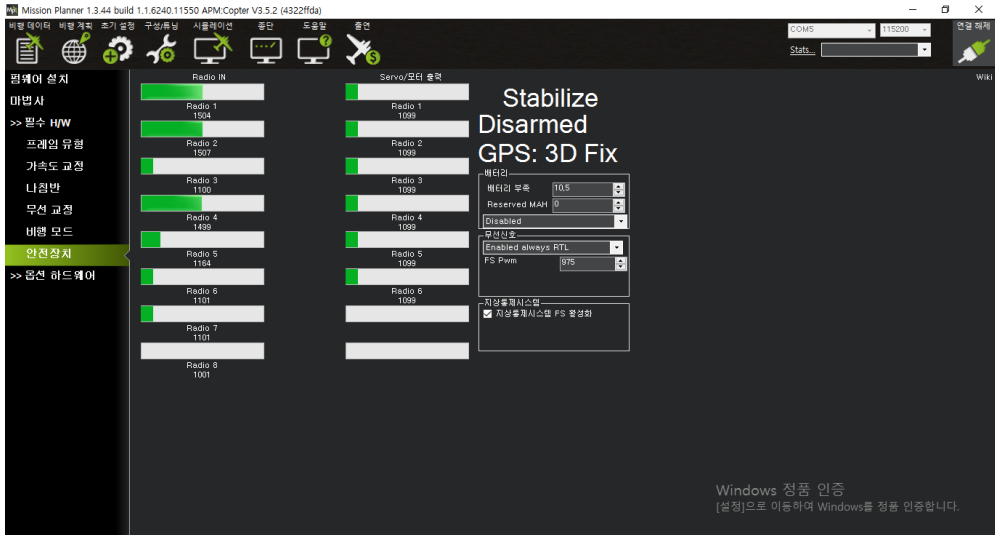 Mission Planner 1.3.44 build 1.1.6240.11550 APM:Copter V3.5.2 (4322ffda)
비행 데이터 비행 계획 초기 설정 구성/튜닝 시뮬레이션 종단 도움말 출연
COM5 115200 연결 해제
Stats...
펌웨어 설치
마법사
>> 필수 H/W
프레임 유형
가속도 교정
나침반
무선 교정
비행 모드
안전장치
>> 옵션 하드웨어
Radio IN
Radio 1
1504
Radio 2
1507
Radio 3
1100
Radio 4
1499
Radio 5
1164
Radio 6
1101
Radio 7
1101
Radio 8
1001
Servo/모터 출력
Radio 1
1099
Radio 2
1099
Radio 3
1099
Radio 4
1099
Radio 5
1099
Radio 6
1099
Stabilize
Disarmed
GPS: 3D Fix
배터리
배터리 부족 10.5
Reserved MAH 0
Disabled
무선신호
Enabled always RTL
FS Pwm 975
지상통제시스템
지상통제시스템 FS 활성화
Wiki
Windows 정품 인증
[설정]으로 이동하여 Windows를 정품 인증합니다.